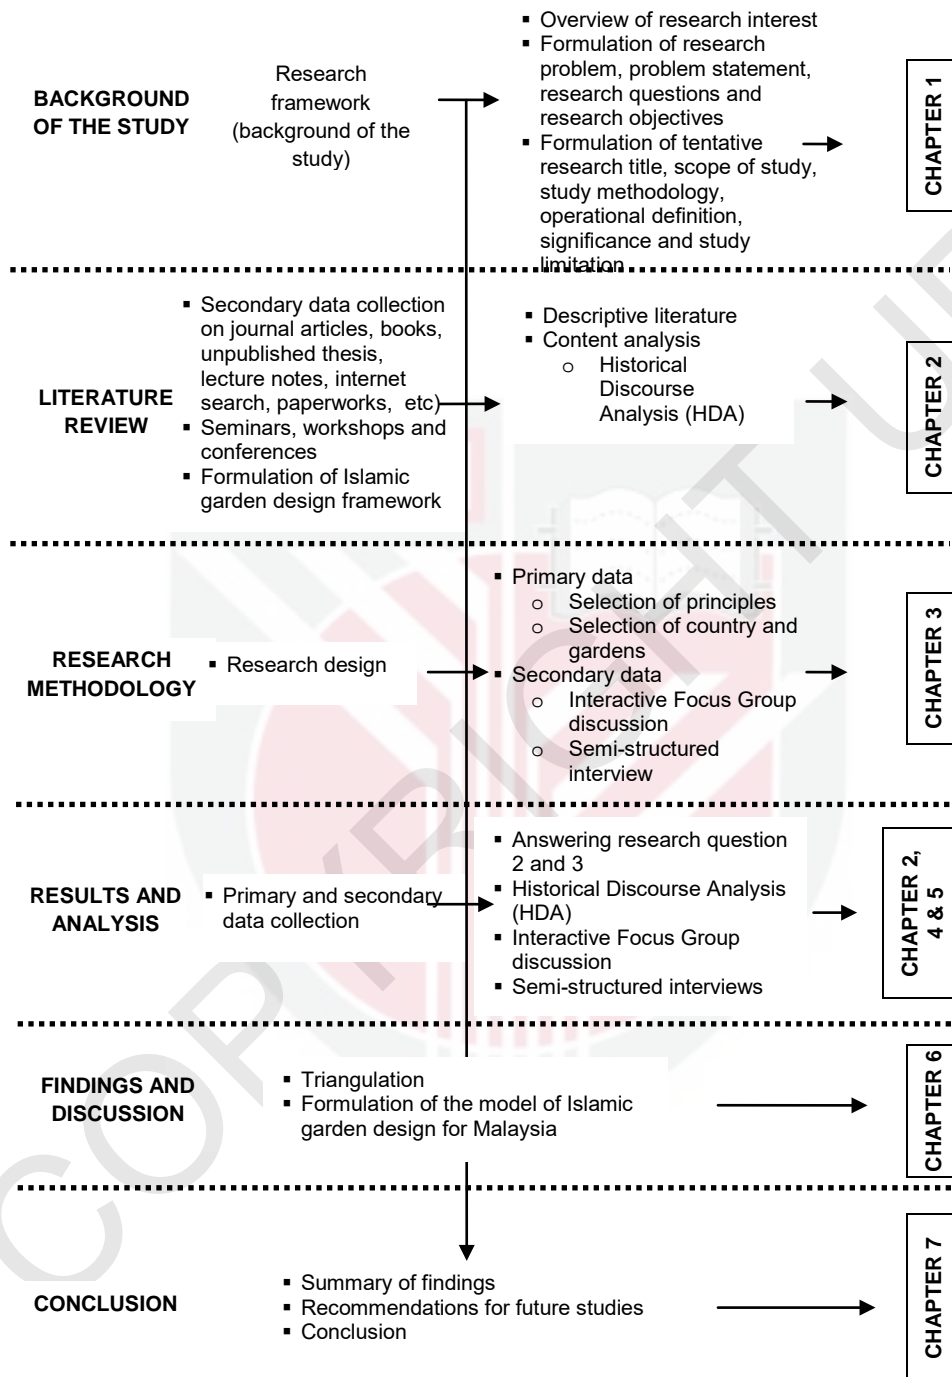 BACKGROUND
OF THE STUDY
Research
framework
(background of the
study)
▪ Overview of research interest
▪ Formulation of research
problem, problem statement,
research questions and
research objectives
▪ Formulation of tentative
research title, scope of study,
study methodology,
operational definition,
significance and study
limitation
CHAPTER 1
LITERATURE
REVIEW
▪ Secondary data collection
on journal articles, books,
unpublished thesis,
lecture notes, internet
search, paperworks, etc)
▪ Seminars, workshops and
conferences
▪ Formulation of Islamic
garden design framework
▪ Descriptive literature
▪ Content analysis
o Historical
Discourse
Analysis (HDA)
CHAPTER 2
RESEARCH
METHODOLOGY
▪ Research design
▪ Primary data
o Selection of principles
o Selection of country and
gardens
▪ Secondary data
o Interactive Focus Group
discussion
o Semi-structured
interview
CHAPTER 3
RESULTS AND
ANALYSIS
▪ Primary and secondary
data collection
▪ Answering research question
2 and 3
▪ Historical Discourse Analysis
(HDA)
▪ Interactive Focus Group
discussion
▪ Semi-structured interviews
CHAPTER 2,
4 & 5
FINDINGS AND
DISCUSSION
▪ Triangulation
▪ Formulation of the model of Islamic
garden design for Malaysia
CHAPTER 6
CONCLUSION
▪ Summary of findings
▪ Recommendations for future studies
▪ Conclusion
CHAPTER 7
COPYRIGHT